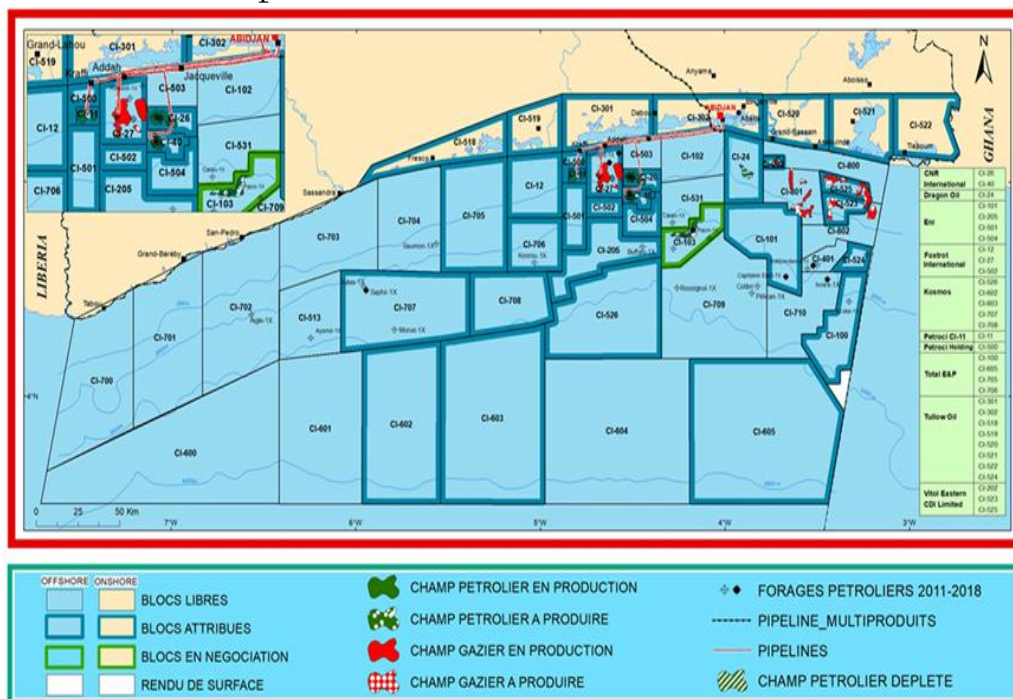 Grand-Lahou
CI-301
CI-302
ABIDJAN
CI-519
Addah
Jacqueville
Kraffi
CI-500
CI-503
CI-102
CI-11
CI-26
CI-12
CI-27
CI-40
CI-502
CI-531
CI-501
CI-504
CI-706
CI-205
CI-103
CI-709
N
Anyama
Aboisso
CI-301
CI-519
Dabou
CI-302
ABIDJAN
CI-520
CI-521
CI-522
CI-518
Fresco
Grand-Bassam
Tiapoum
GHANA
Sassandra
CI-503
CI-102
CI-24
CI-800
CI-12
CI-27
CI-531
CI-801
CI-525
CI-523
CI-501
CI-502
CI-504
CI-802
San-Pedro
CI-703
CI-704
CI-705
CI-706
CI-205
CI-103
CI-101
CI-401
CI-524
Grand-Bereby
LIBERIA
Tabou
CI-702
CI-513
CI-707
CI-708
CI-526
CI-709
CI-710
CI-100
CI-701
CI-700
4°N
CI-600
CI-601
CI-602
CI-603
CI-604
CI-605
0 25 50 Km
7°W
6°W
5°W
4°W
3°W
CNR International
CI-26
CI-40
Dragon Oil
CI-24
Eni
CI-101
CI-205
CI-501
CI-504
Foxtrot International
CI-12
CI-27
CI-502
Kosmos
CI-526
CI-602
CI-603
CI-707
CI-708
Petroci CI-11
CI-11
Petroci Holding
CI-500
Total E&P
CI-100
CI-605
CI-705
CI-706
Tullow Oil
CI-301
CI-302
CI-518
CI-519
CI-520
CI-521
CI-522
CI-524
Vitol Eastern CDI Limited
CI-202
CI-523
CI-525
OFFSHORE ONSHORE
BLOCS LIBRES
BLOCS ATTRIBUES
BLOCS EN NEGOCIATION
RENDU DE SURFACE
CHAMP PETROLIER EN PRODUCTION
CHAMP PETROLIER A PRODUIRE
CHAMP GAZIER EN PRODUCTION
CHAMP GAZIER A PRODUIRE
FORAGES PETROLIERS 2011-2018
PIPELINE_MULTIPRODUITS
PIPELINES
CHAMP PETROLIER DEPLETE